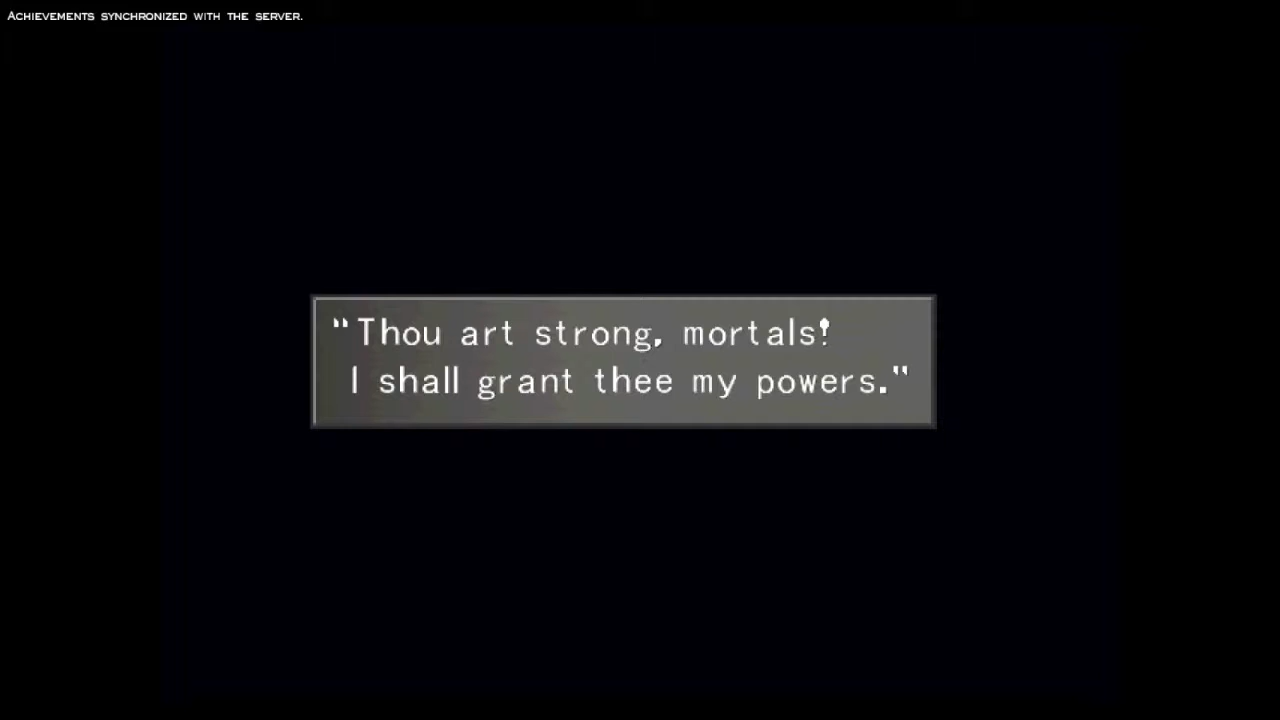 ACHIEVEMENTS SYNCHRONIZED WITH THE SERVER.
"Thou art strong, mortals!
I shall grant thee my powers."